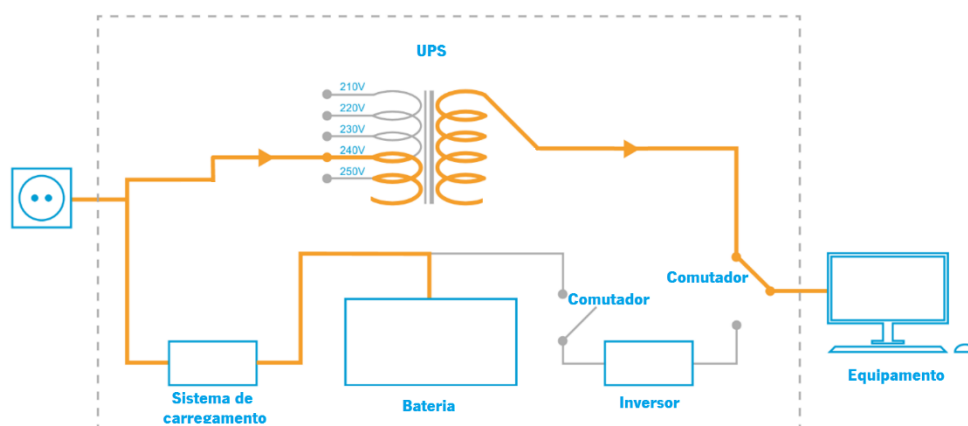 UPS
210V
220V
230V
240V
250V
Comutador
Comutador
Sistema de
carregamento
Bateria
Inversor
Equipamento